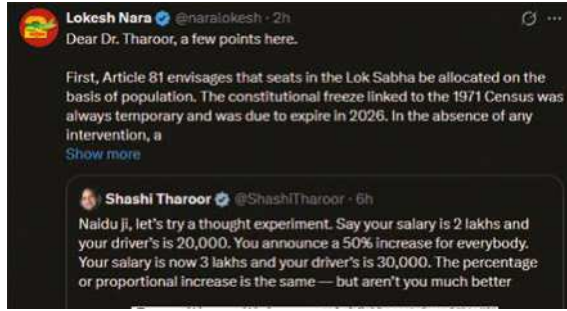 Lokesh Nara @naralokesh · 2h
Dear Dr. Tharoor, a few points here.
First, Article 81 envisages that seats in the Lok Sabha be allocated on the
basis of population. The constitutional freeze linked to the 1971 Census was
always temporary and was due to expire in 2026. In the absence of any
intervention, a
Show more
Shashi Tharoor @ShashiTharoor · 6h
Naidu ji, let's try a thought experiment. Say your salary is 2 lakhs and
your driver's is 20,000. You announce a 50% increase for everybody.
Your salary is now 3 lakhs and your driver's is 30,000. The percentage
or proportional increase is the same — but aren't you much better